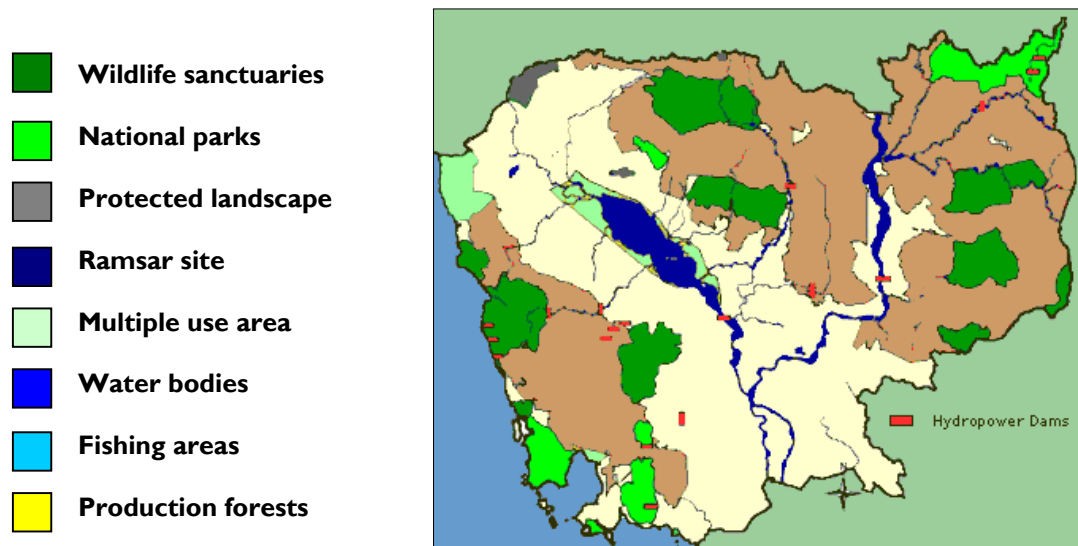 Wildlife sanctuaries
National parks
Protected landscape
Ramsar site
Multiple use area
Water bodies
Fishing areas
Production forests
Hydropower Dams
N